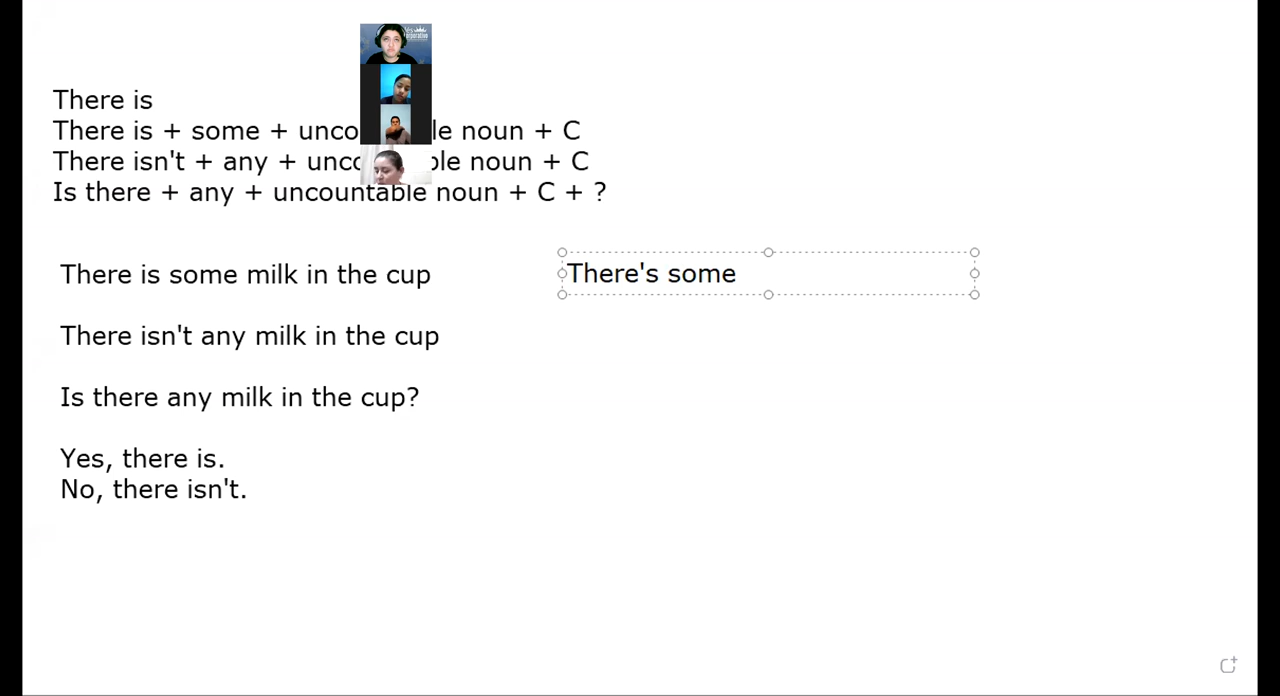 There is
There is + some + unco le noun + C
There isn't + any + unc ble noun + C
Is there + any + uncountable noun + C + ?
There is some milk in the cup
There's some
There isn't any milk in the cup
Is there any milk in the cup?
Yes, there is.
No, there isn't.